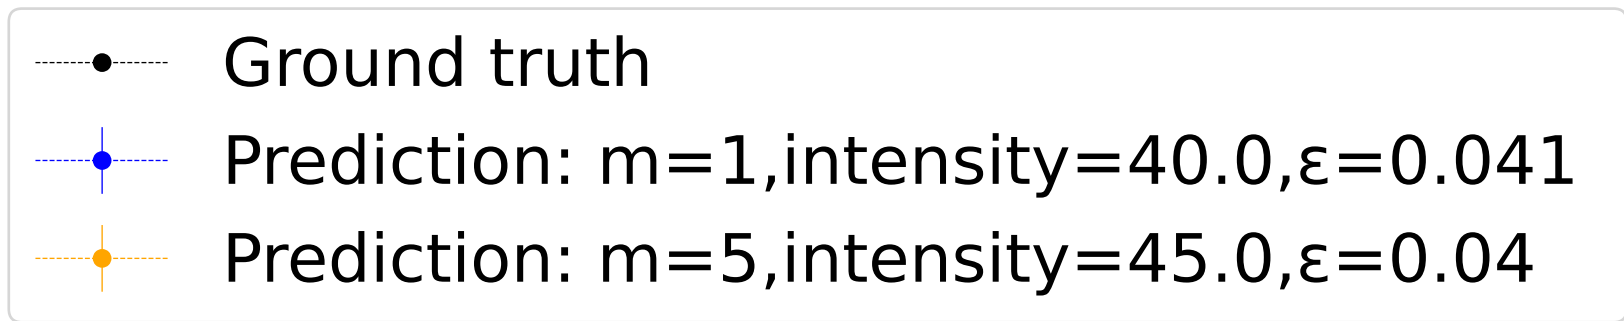 Ground truth
Prediction: m=1,intensity=40.0,ε=0.041
Prediction: m=5,intensity=45.0,ε=0.04